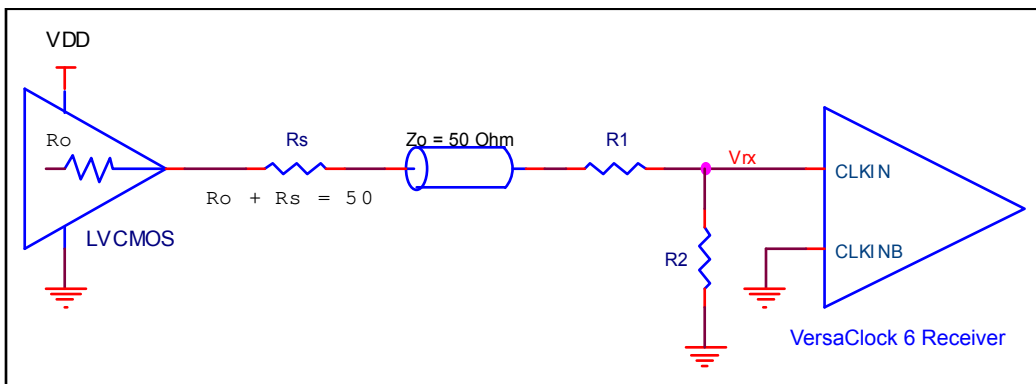 VDD
Ro
Rs
Zo = 50 Ohm
R1
Vrx
CLKIN
Ro + Rs = 50
LVCMOS
R2
CLKINB
VersaClock 6 Receiver